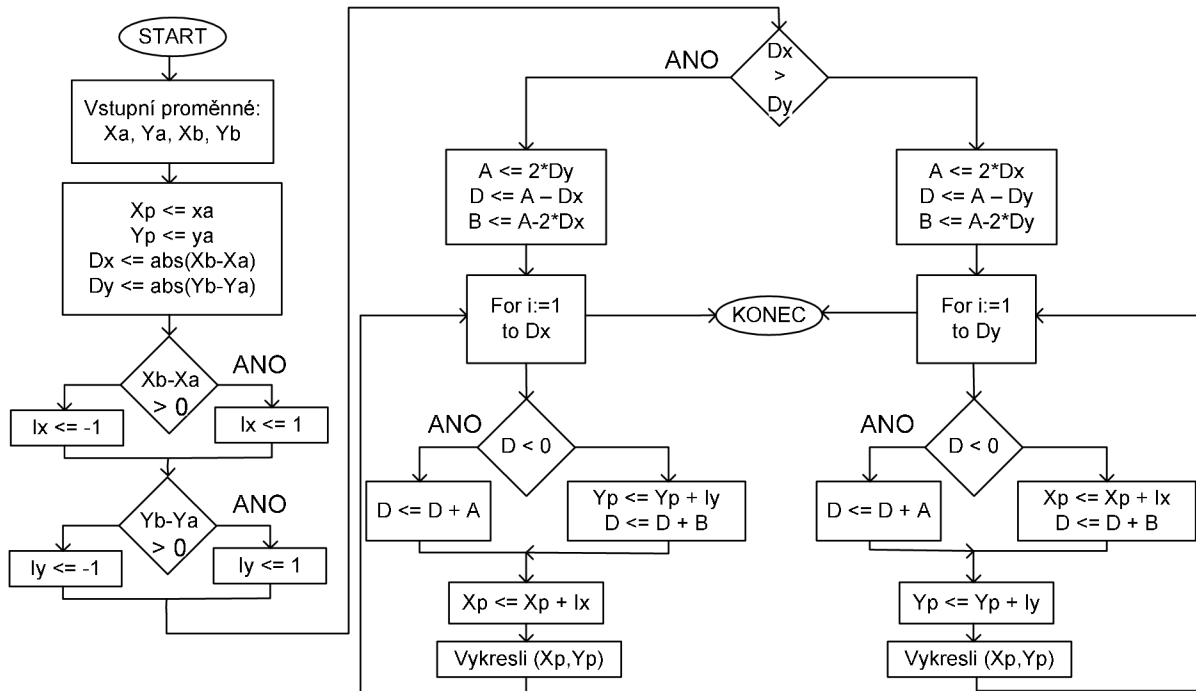 START
Vstupní proměnné:
Xa, Ya, Xb, Yb
Xp <= xa
Yp <= ya
Dx <= abs(Xb-Xa)
Dy <= abs(Yb-Ya)
Xb-Xa
> 0
ANO
Ix <= -1
Ix <= 1
Yb-Ya
> 0
ANO
Iy <= -1
Iy <= 1
Dx
>
Dy
ANO
A <= 2*Dy
D <= A – Dx
B <= A-2*Dx
For i:=1
to Dx
KONEC
D < 0
ANO
D <= D + A
Yp <= Yp + Iy
D <= D + B
Xp <= Xp + Ix
Vykresli (Xp,Yp)
A <= 2*Dx
D <= A – Dy
B <= A-2*Dy
For i:=1
to Dy
D < 0
ANO
D <= D + A
Xp <= Xp + Ix
D <= D + B
Yp <= Yp + Iy
Vykresli (Xp,Yp)